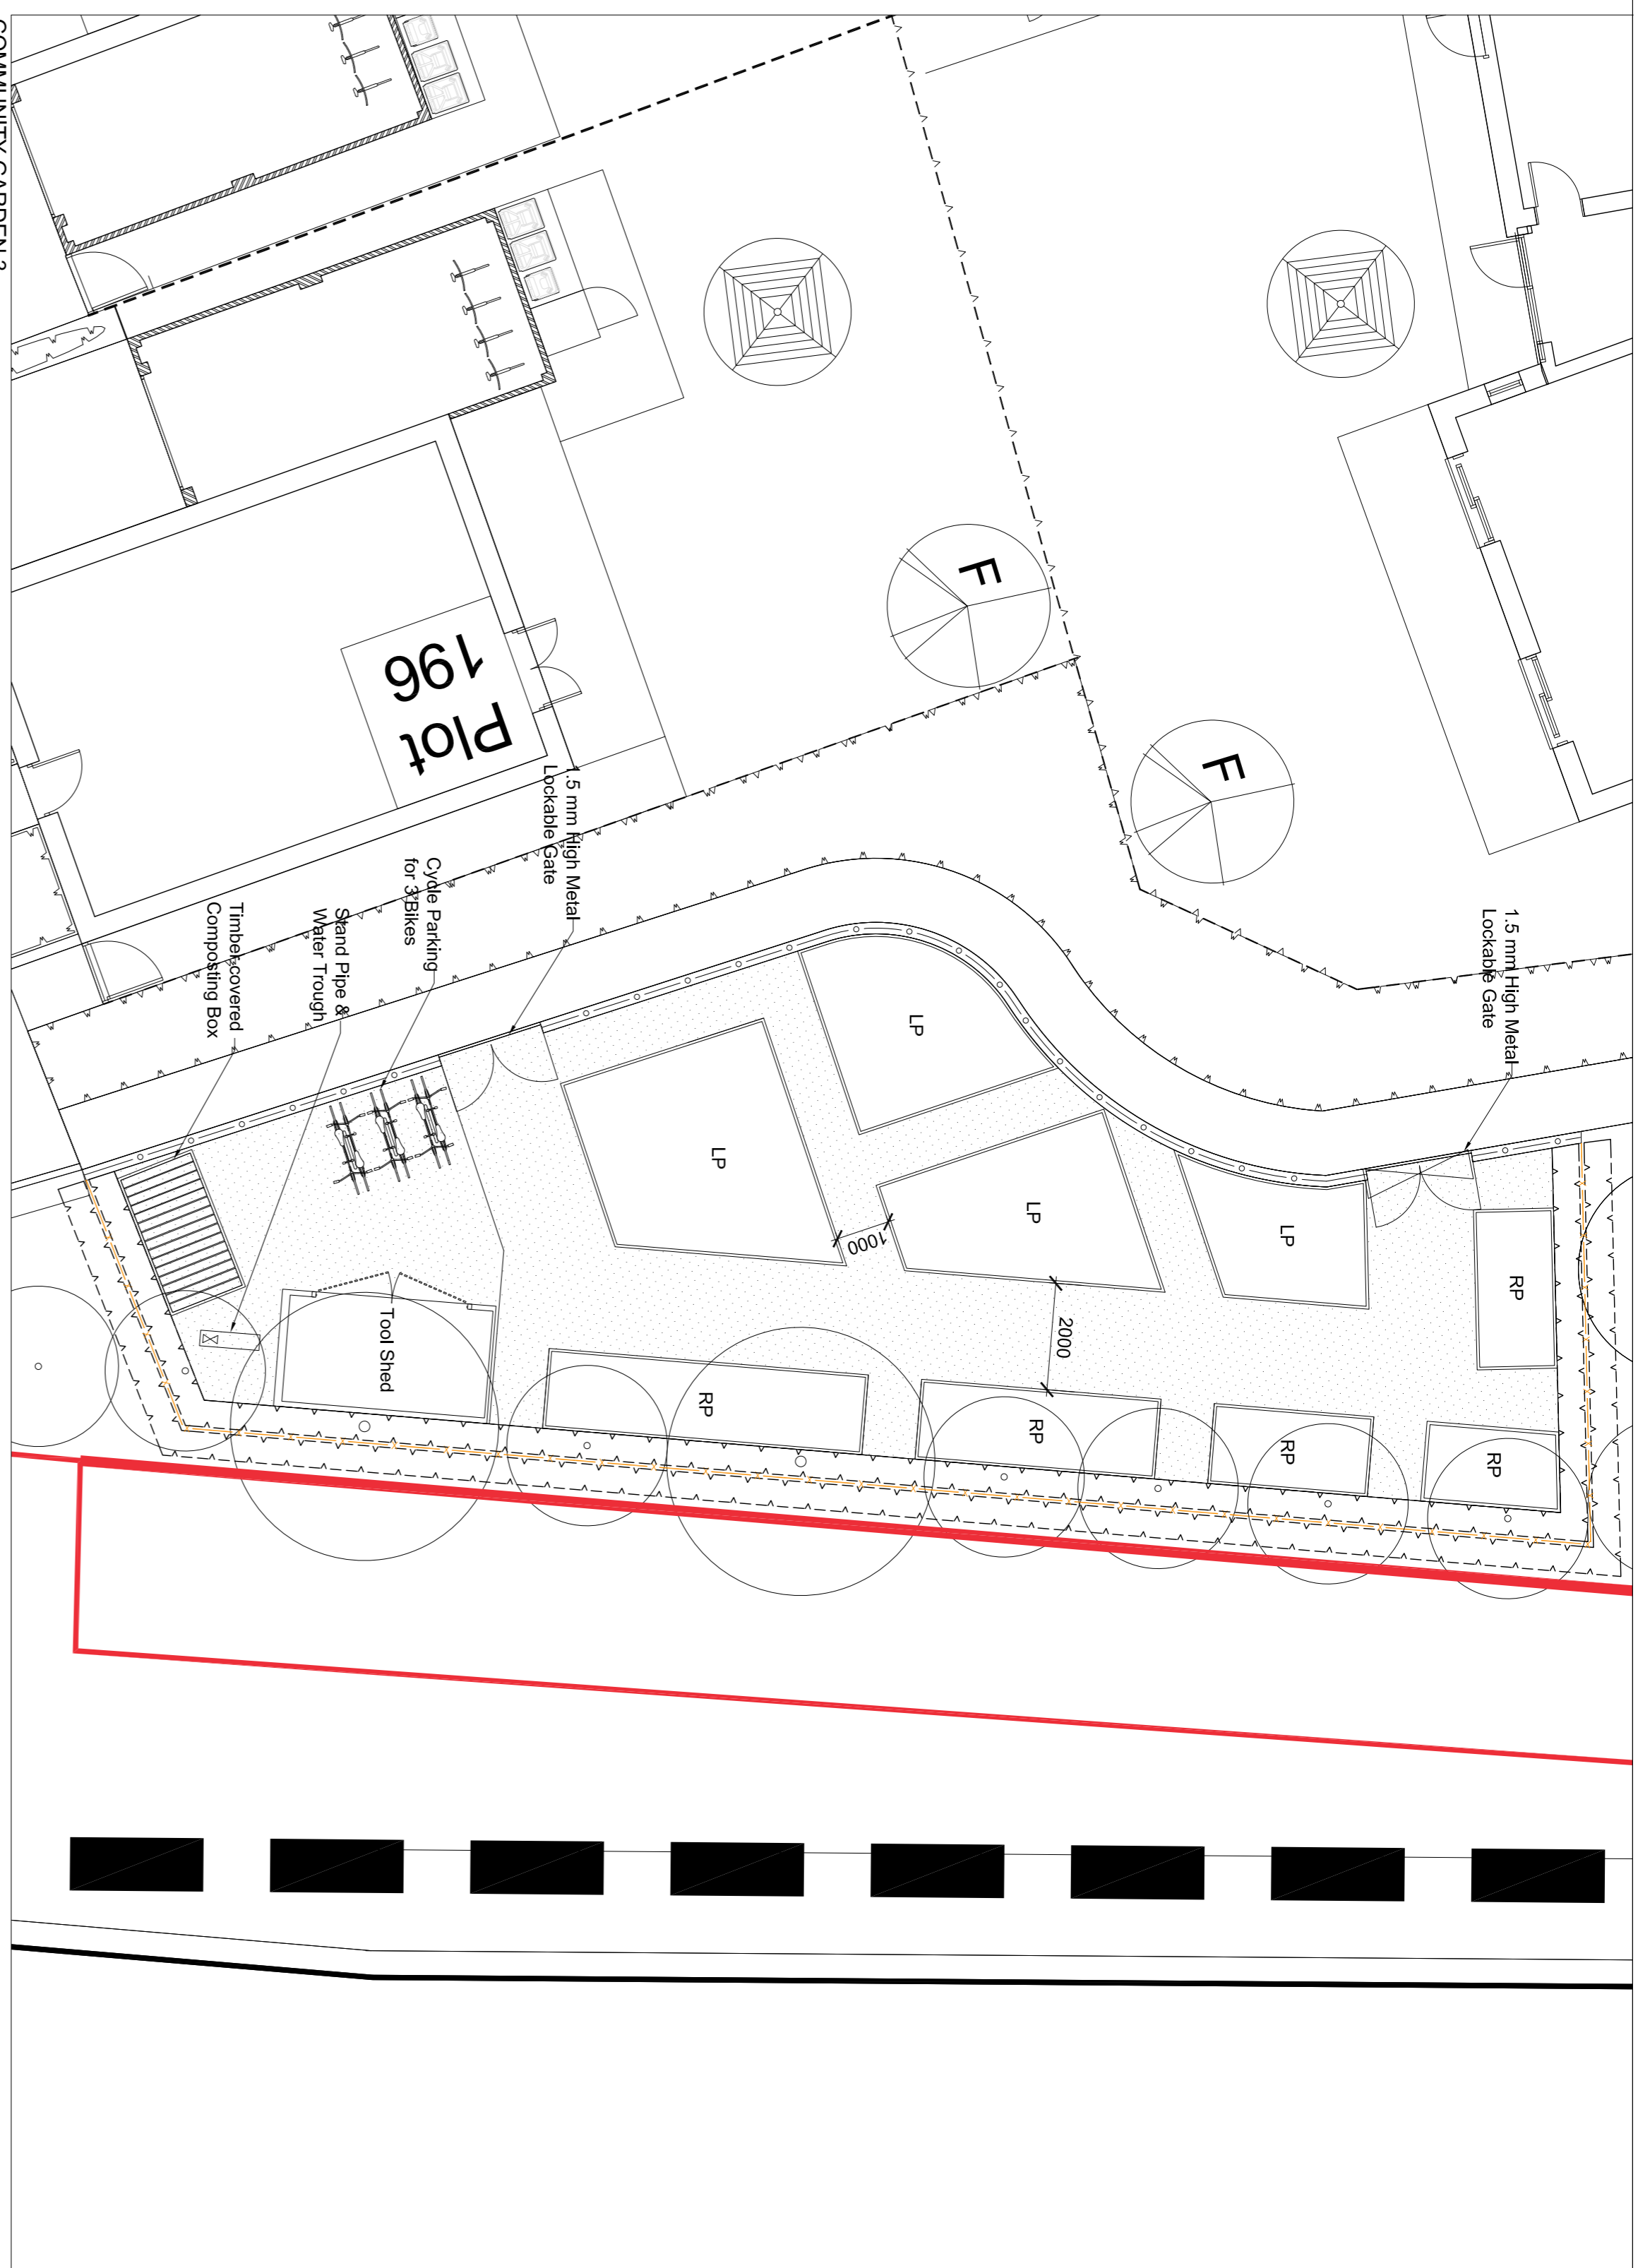 COMMUNITY GARDEN 2
Plot
196
F
F
1.5 mm High Metal
Lockable Gate
1.5 mm High Metal
Lockable Gate
Cycle Parking
for 3 Bikes
Stand Pipe &
Water Trough
Timber covered
Composting Box
LP
LP
LP
LP
RP
1000
2000
Tool Shed
RP
RP
RP
RP